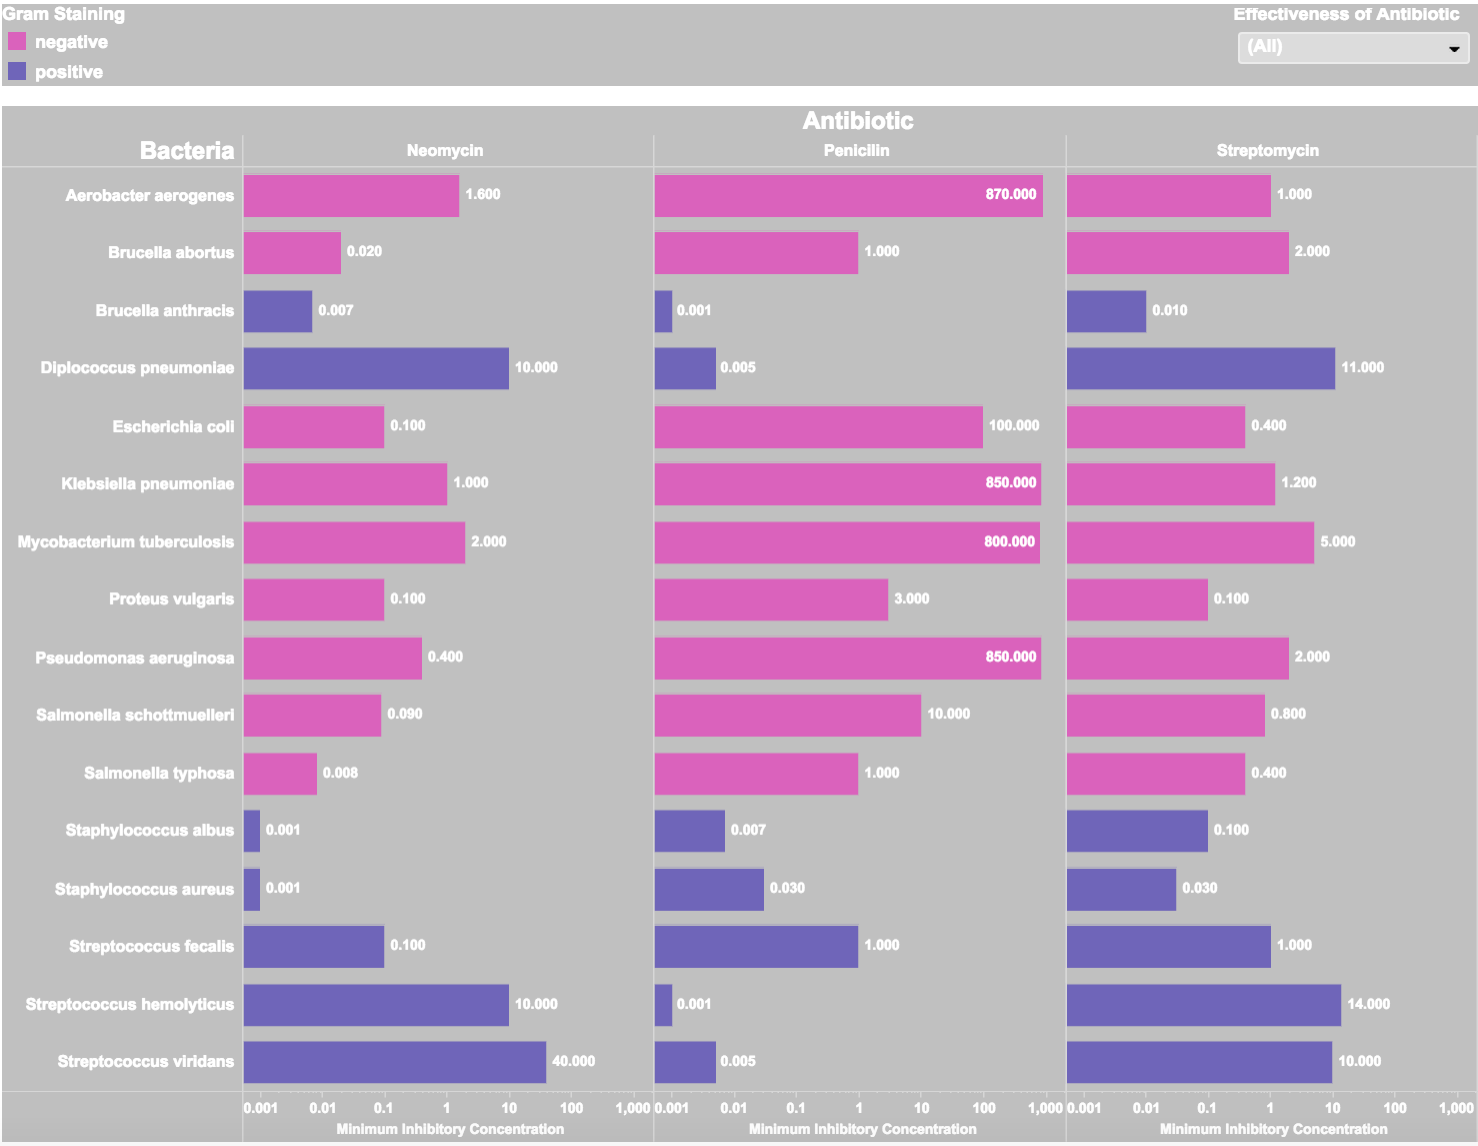 Gram Staining
negative
positive
Effectiveness of Antibiotic
(All)
Antibiotic
Bacteria Neomycin Penicilin Streptomycin
Aerobacter aerogenes 1.600 870.000 1.000
Brucella abortus 0.020 1.000 2.000
Brucella anthracis 0.007 0.001 0.010
Diplococcus pneumoniae 10.000 0.005 11.000
Escherichia coli 0.100 100.000 0.400
Klebsiella pneumoniae 1.000 850.000 1.200
Mycobacterium tuberculosis 2.000 800.000 5.000
Proteus vulgaris 0.100 3.000 0.100
Pseudomonas aeruginosa 0.400 850.000 2.000
Salmonella schottmuelleri 0.090 10.000 0.800
Salmonella typhosa 0.008 1.000 0.400
Staphylococcus albus 0.001 0.007 0.100
Staphylococcus aureus 0.001 0.030 0.030
Streptococcus fecalis 0.100 1.000 1.000
Streptococcus hemolyticus 10.000 0.001 14.000
Streptococcus viridans 40.000 0.005 10.000
0.001 0.01 0.1 1 10 100 1,000 0.001 0.01 0.1 1 10 100 1,000 0.001 0.01 0.1 1 10 100 1,000
Minimum Inhibitory Concentration Minimum Inhibitory Concentration Minimum Inhibitory Concentration